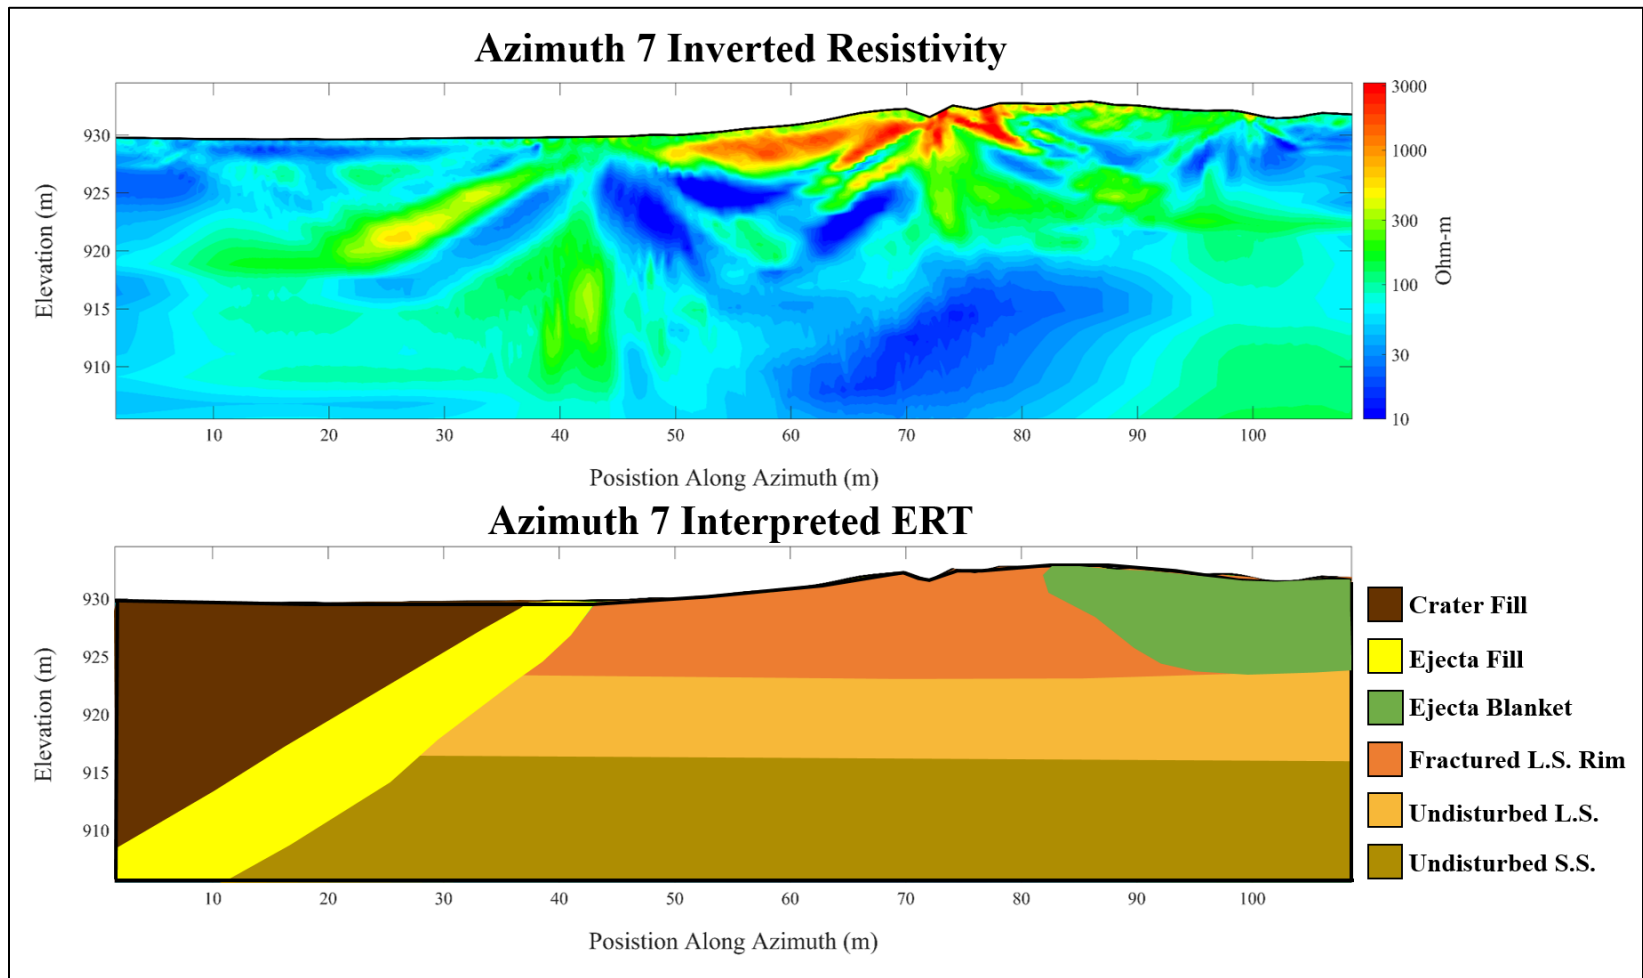 Azimuth 7 Inverted Resistivity
930
925
920
915
910
Elevation (m)
10 20 30 40 50 60 70 80 90 100
Posistion Along Azimuth (m)
3000
1000
300
100
30
10
Ohm-m
Azimuth 7 Interpreted ERT
930
925
920
915
910
Elevation (m)
10 20 30 40 50 60 70 80 90 100
Posistion Along Azimuth (m)
Crater Fill
Ejecta Fill
Ejecta Blanket
Fractured L.S. Rim
Undisturbed L.S.
Undisturbed S.S.